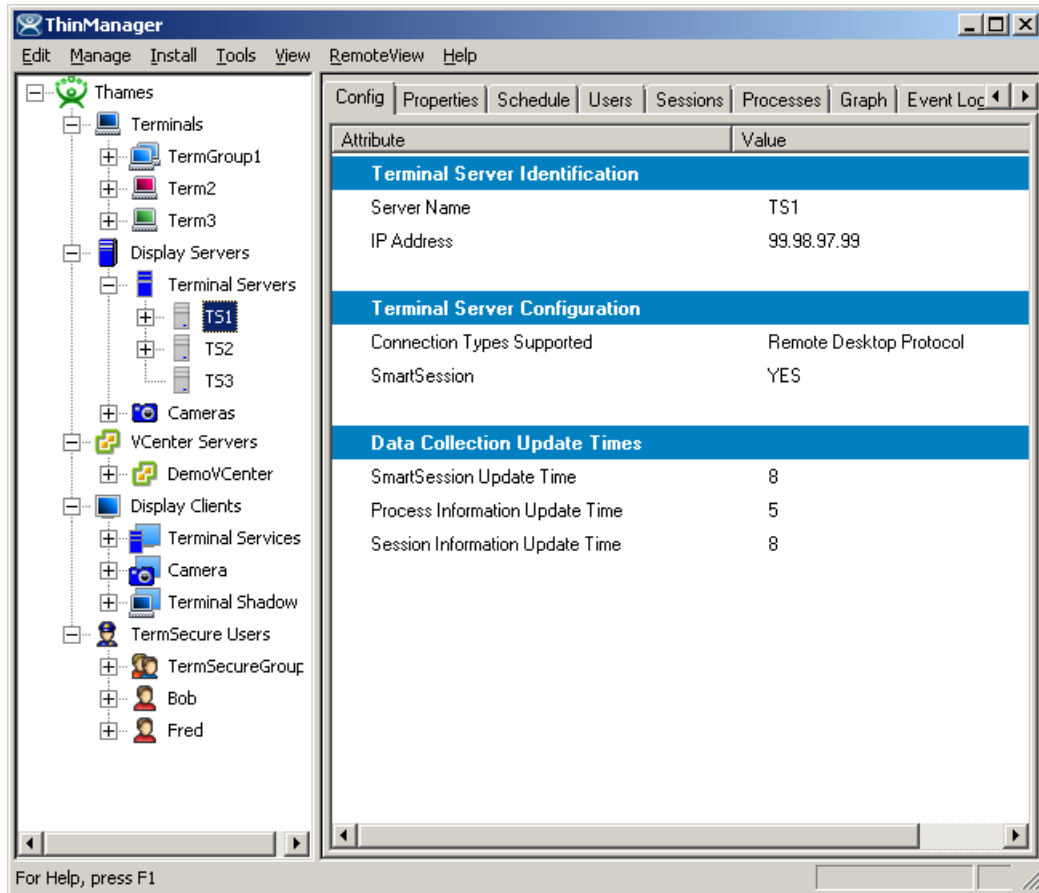 ThinManager
Edit Manage Install Tools View RemoteView Help
Thames
Terminals
TermGroup1
Term2
Term3
Display Servers
Terminal Servers
TS1
TS2
TS3
Cameras
VCenter Servers
DemoVCenter
Display Clients
Terminal Services
Camera
Terminal Shadow
TermSecure Users
TermSecureGroup
Bob
Fred
Config Properties Schedule Users Sessions Processes Graph Event Log
Attribute Value
Terminal Server Identification
Server Name TS1
IP Address 99.98.97.99
Terminal Server Configuration
Connection Types Supported Remote Desktop Protocol
SmartSession YES
Data Collection Update Times
SmartSession Update Time 8
Process Information Update Time 5
Session Information Update Time 8
For Help, press F1